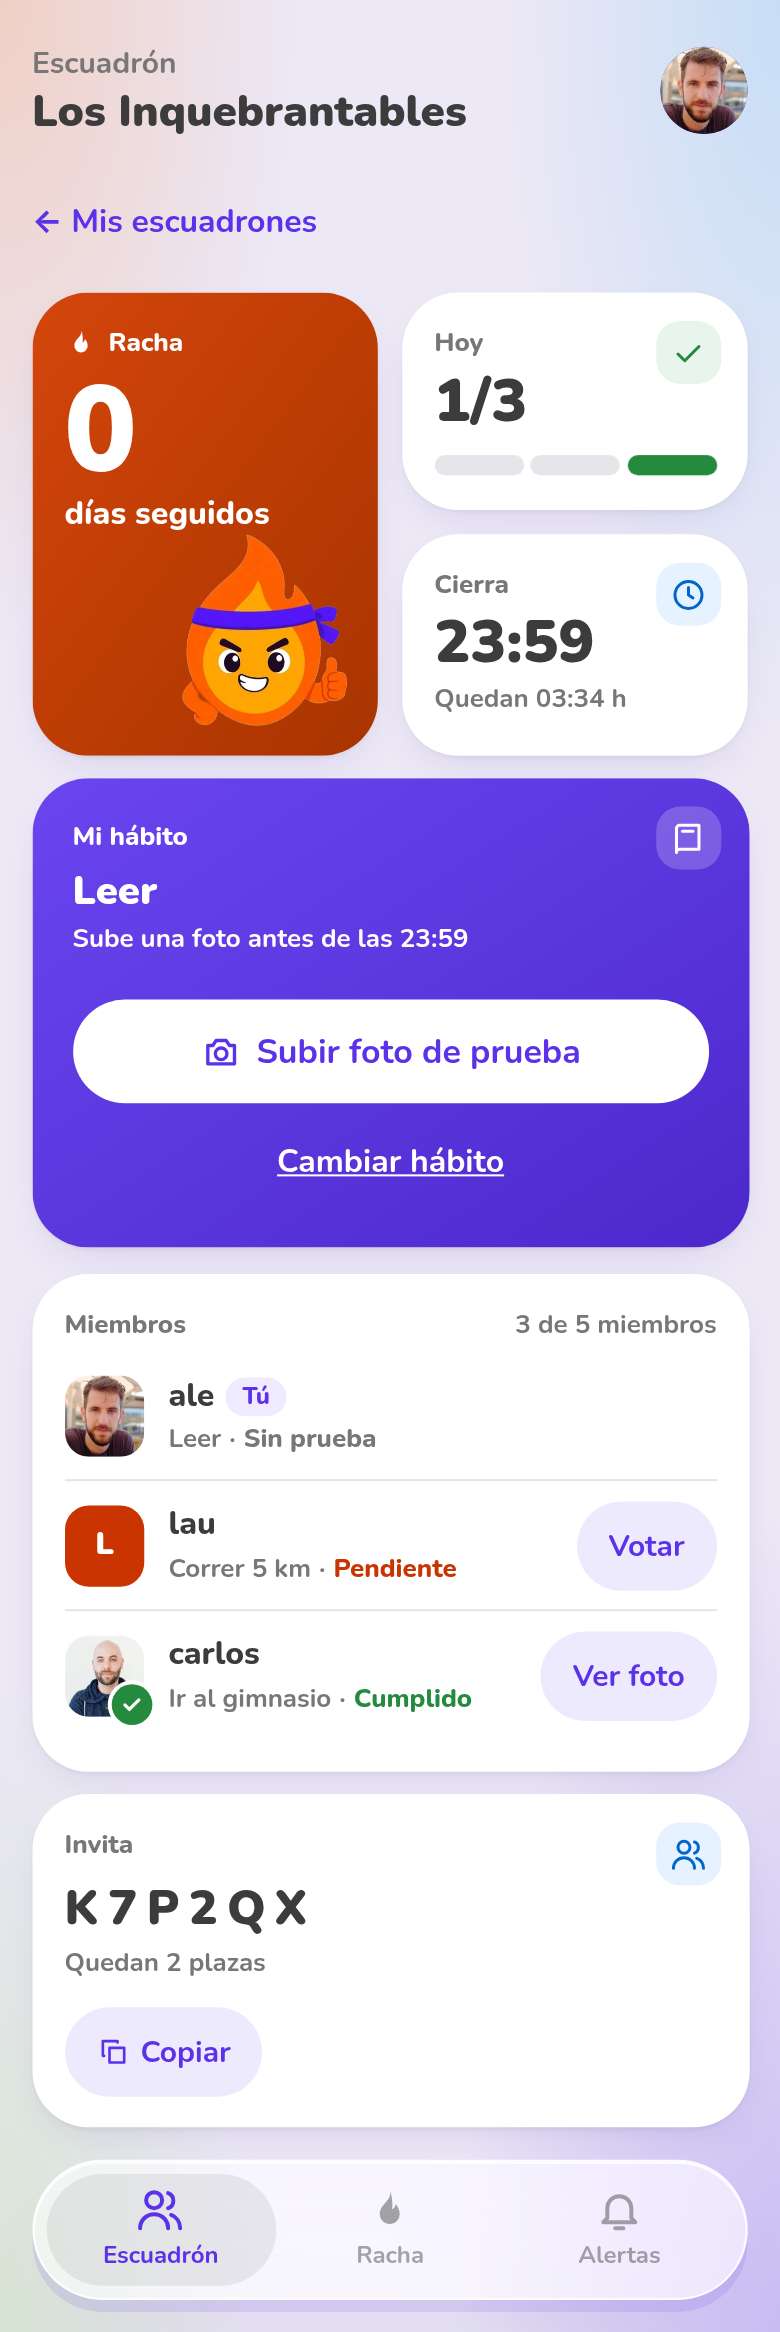 Escuadrón
Los Inquebrantables
← Mis escuadrones
Racha
0
días seguidos
Hoy
1/3
Cierra
23:59
Quedan 03:34 h
Mi hábito
Leer
Sube una foto antes de las 23:59
Subir foto de prueba
Cambiar hábito
Miembros
3 de 5 miembros
ale Tú
Leer · Sin prueba
L
lau
Correr 5 km · Pendiente
Votar
carlos
Ir al gimnasio · Cumplido
Ver foto
Invita
K7P2QX
Quedan 2 plazas
Copiar
Escuadrón
Racha
Alertas